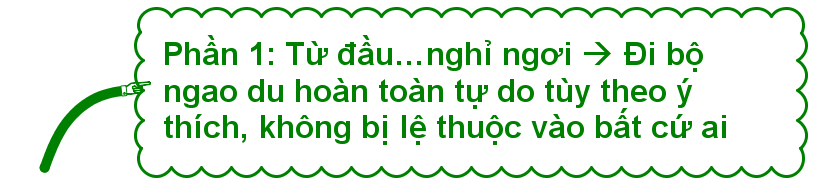 Phần 1: Từ đầu...nghỉ ngơi → Đi bộ
ngao du hoàn toàn tự do tùy theo ý
thích, không bị lệ thuộc vào bất cứ ai